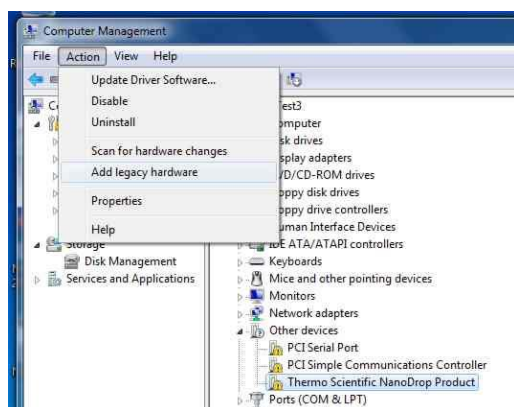 Computer Management
File Action View Help
Update Driver Software...
Disable
Uninstall
Scan for hardware changes
Add legacy hardware
Properties
Help
Storage
Disk Management
Services and Applications
est3
omputer
sk drives
splay adapters
D/CD-ROM drives
oppy disk drives
oppy drive controllers
uman Interface Devices
IDE ATA/ATAPI controllers
Keyboards
Mice and other pointing devices
Monitors
Network adapters
Other devices
PCI Serial Port
PCI Simple Communications Controller
Thermo Scientific NanoDrop Product
Ports (COM & LPT)